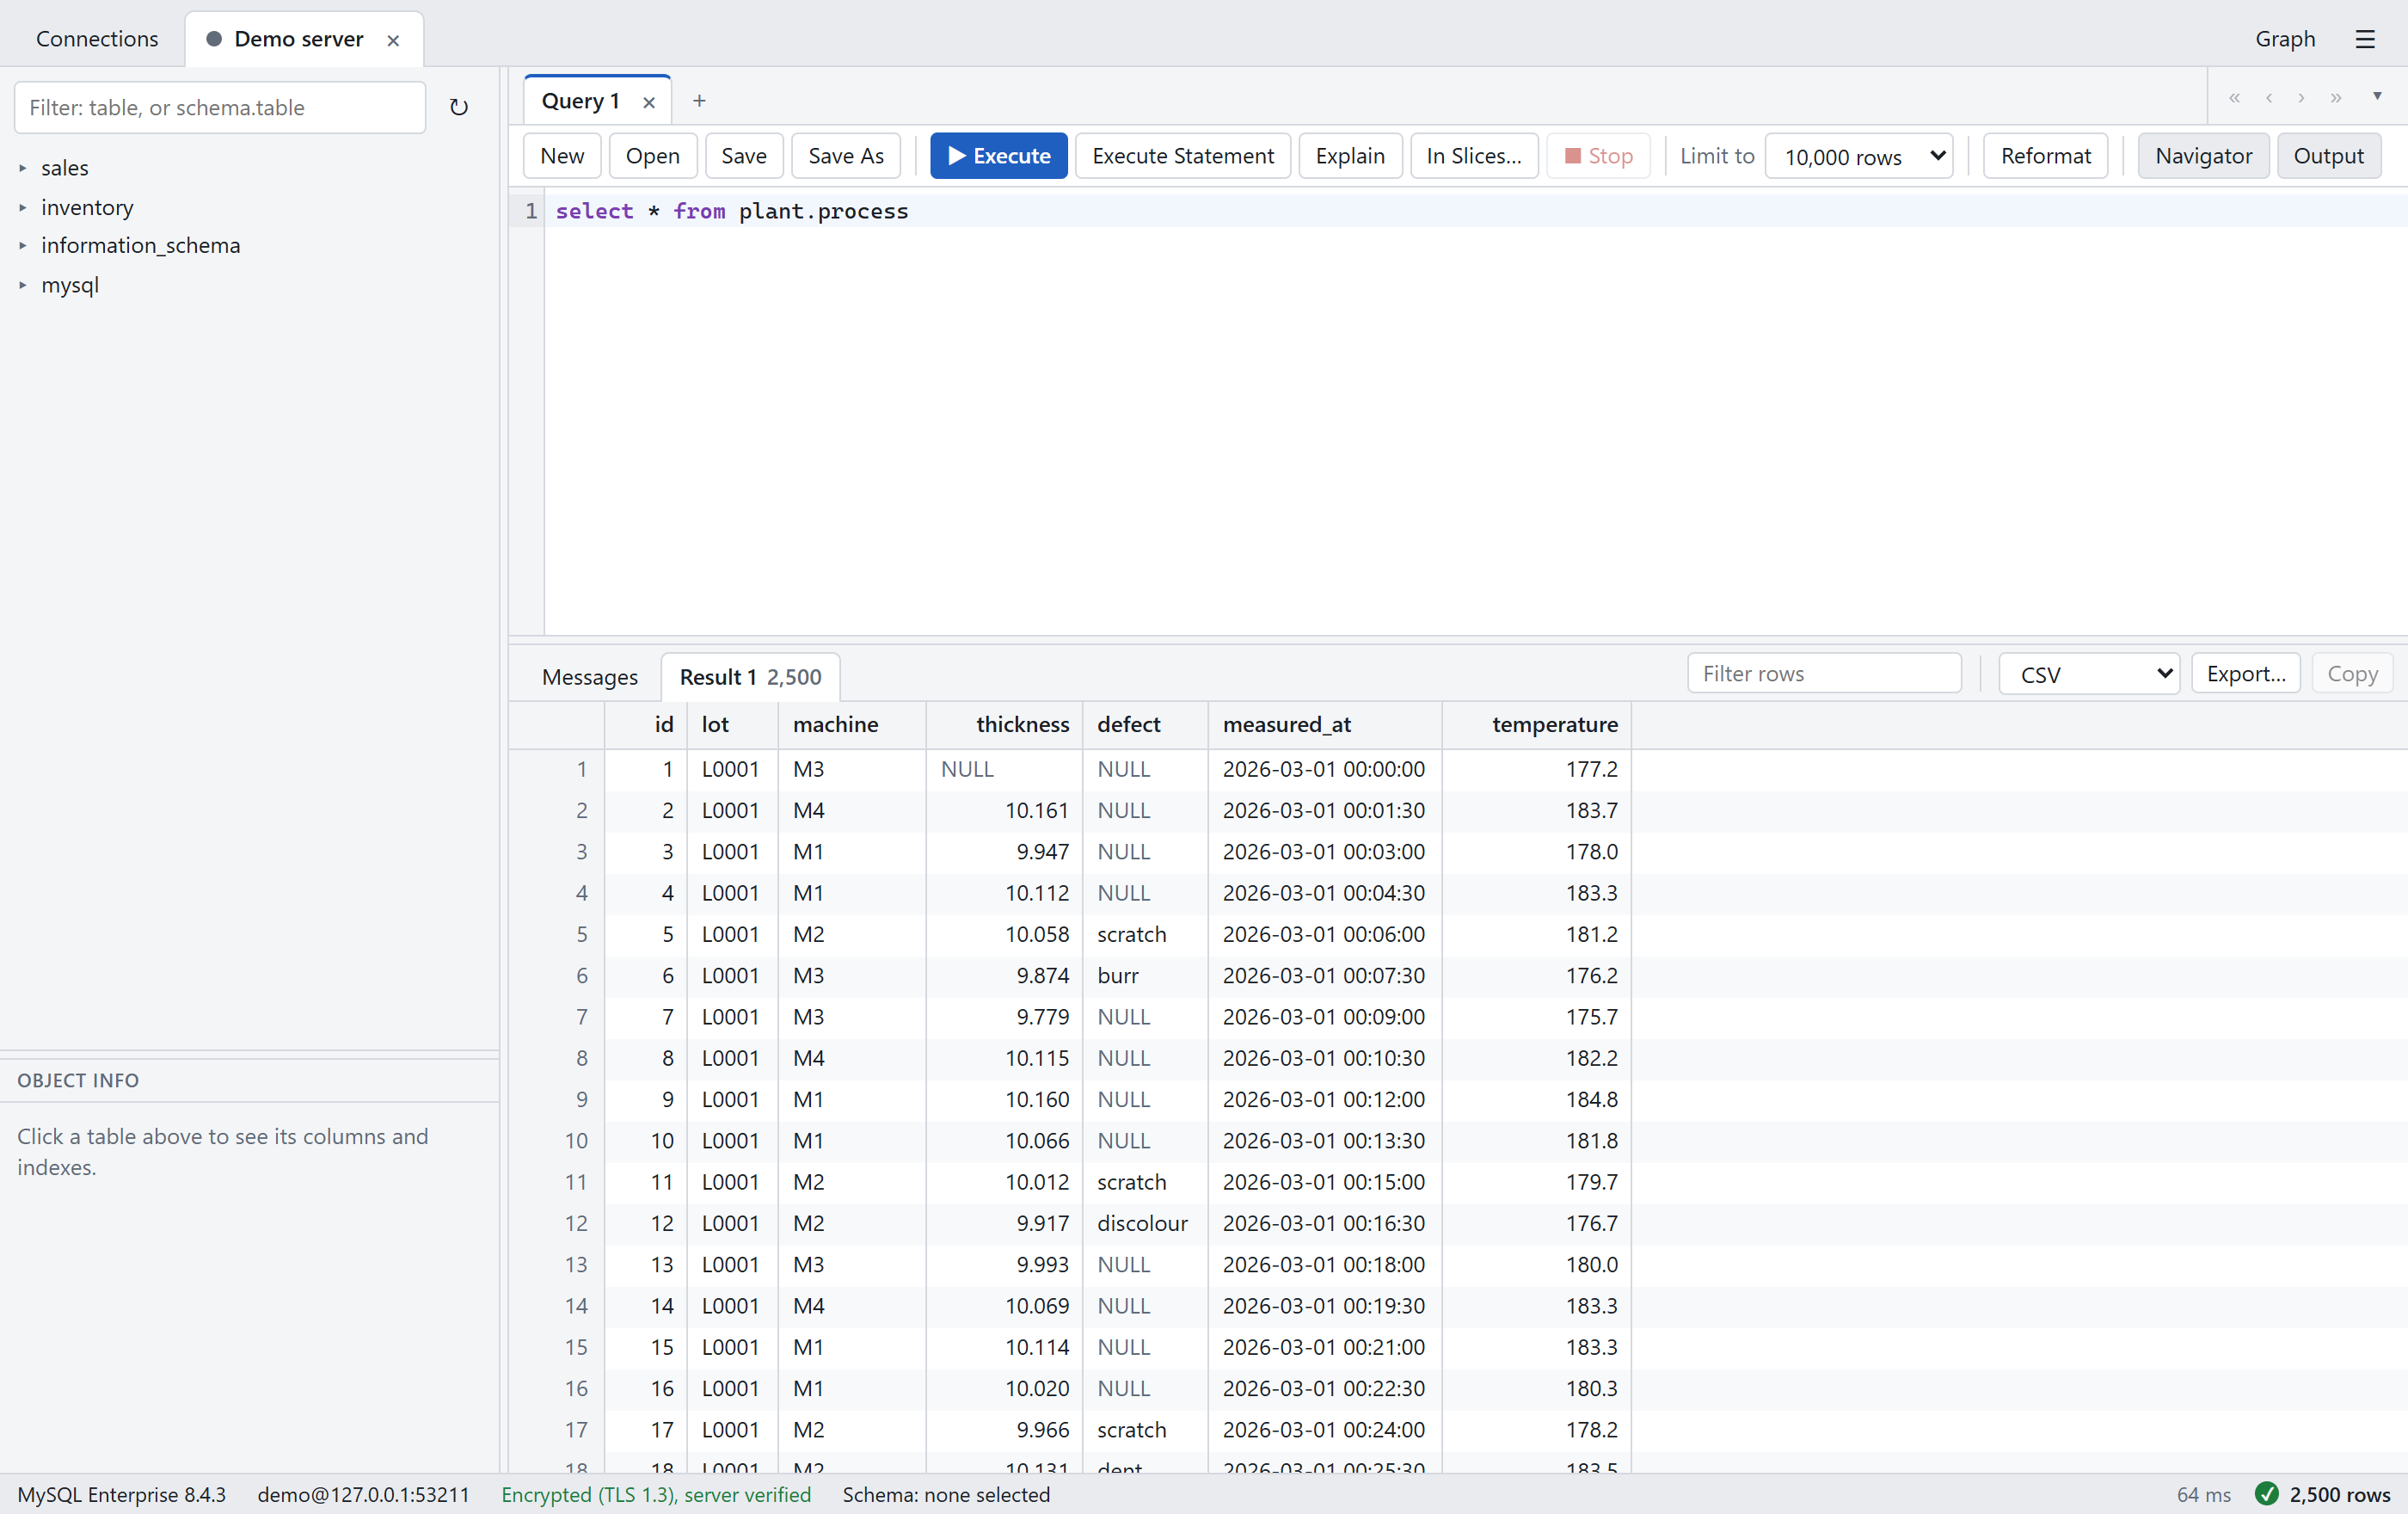 Connections
Demo server ×
Graph ☰
Filter: table, or schema.table ↻
sales
inventory
information_schema
mysql
OBJECT INFO
Click a table above to see its columns and
indexes.
Query 1 × +
« ‹ › » ▼
New Open Save Save As ▶ Execute Execute Statement Explain In Slices... Stop Limit to 10,000 rows Reformat Navigator Output
1 select * from plant.process
Messages Result 1 2,500 Filter rows CSV Export... Copy
id lot machine thickness defect measured_at temperature
1 1 L0001 M3 NULL NULL 2026-03-01 00:00:00 177.2
2 2 L0001 M4 10.161 NULL 2026-03-01 00:01:30 183.7
3 3 L0001 M1 9.947 NULL 2026-03-01 00:03:00 178.0
4 4 L0001 M1 10.112 NULL 2026-03-01 00:04:30 183.3
5 5 L0001 M2 10.058 scratch 2026-03-01 00:06:00 181.2
6 6 L0001 M3 9.874 burr 2026-03-01 00:07:30 176.2
7 7 L0001 M3 9.779 NULL 2026-03-01 00:09:00 175.7
8 8 L0001 M4 10.115 NULL 2026-03-01 00:10:30 182.2
9 9 L0001 M1 10.160 NULL 2026-03-01 00:12:00 184.8
10 10 L0001 M1 10.066 NULL 2026-03-01 00:13:30 181.8
11 11 L0001 M2 10.012 scratch 2026-03-01 00:15:00 179.7
12 12 L0001 M2 9.917 discolour 2026-03-01 00:16:30 176.7
13 13 L0001 M3 9.993 NULL 2026-03-01 00:18:00 180.0
14 14 L0001 M4 10.069 NULL 2026-03-01 00:19:30 183.3
15 15 L0001 M1 10.114 NULL 2026-03-01 00:21:00 183.3
16 16 L0001 M1 10.020 NULL 2026-03-01 00:22:30 180.3
17 17 L0001 M2 9.966 scratch 2026-03-01 00:24:00 178.2
18 18 L0001 M2 10.131 dent 2026-03-01 00:25:30 183.5
MySQL Enterprise 8.4.3 demo@127.0.0.1:53211 Encrypted (TLS 1.3), server verified Schema: none selected 64 ms 2,500 rows